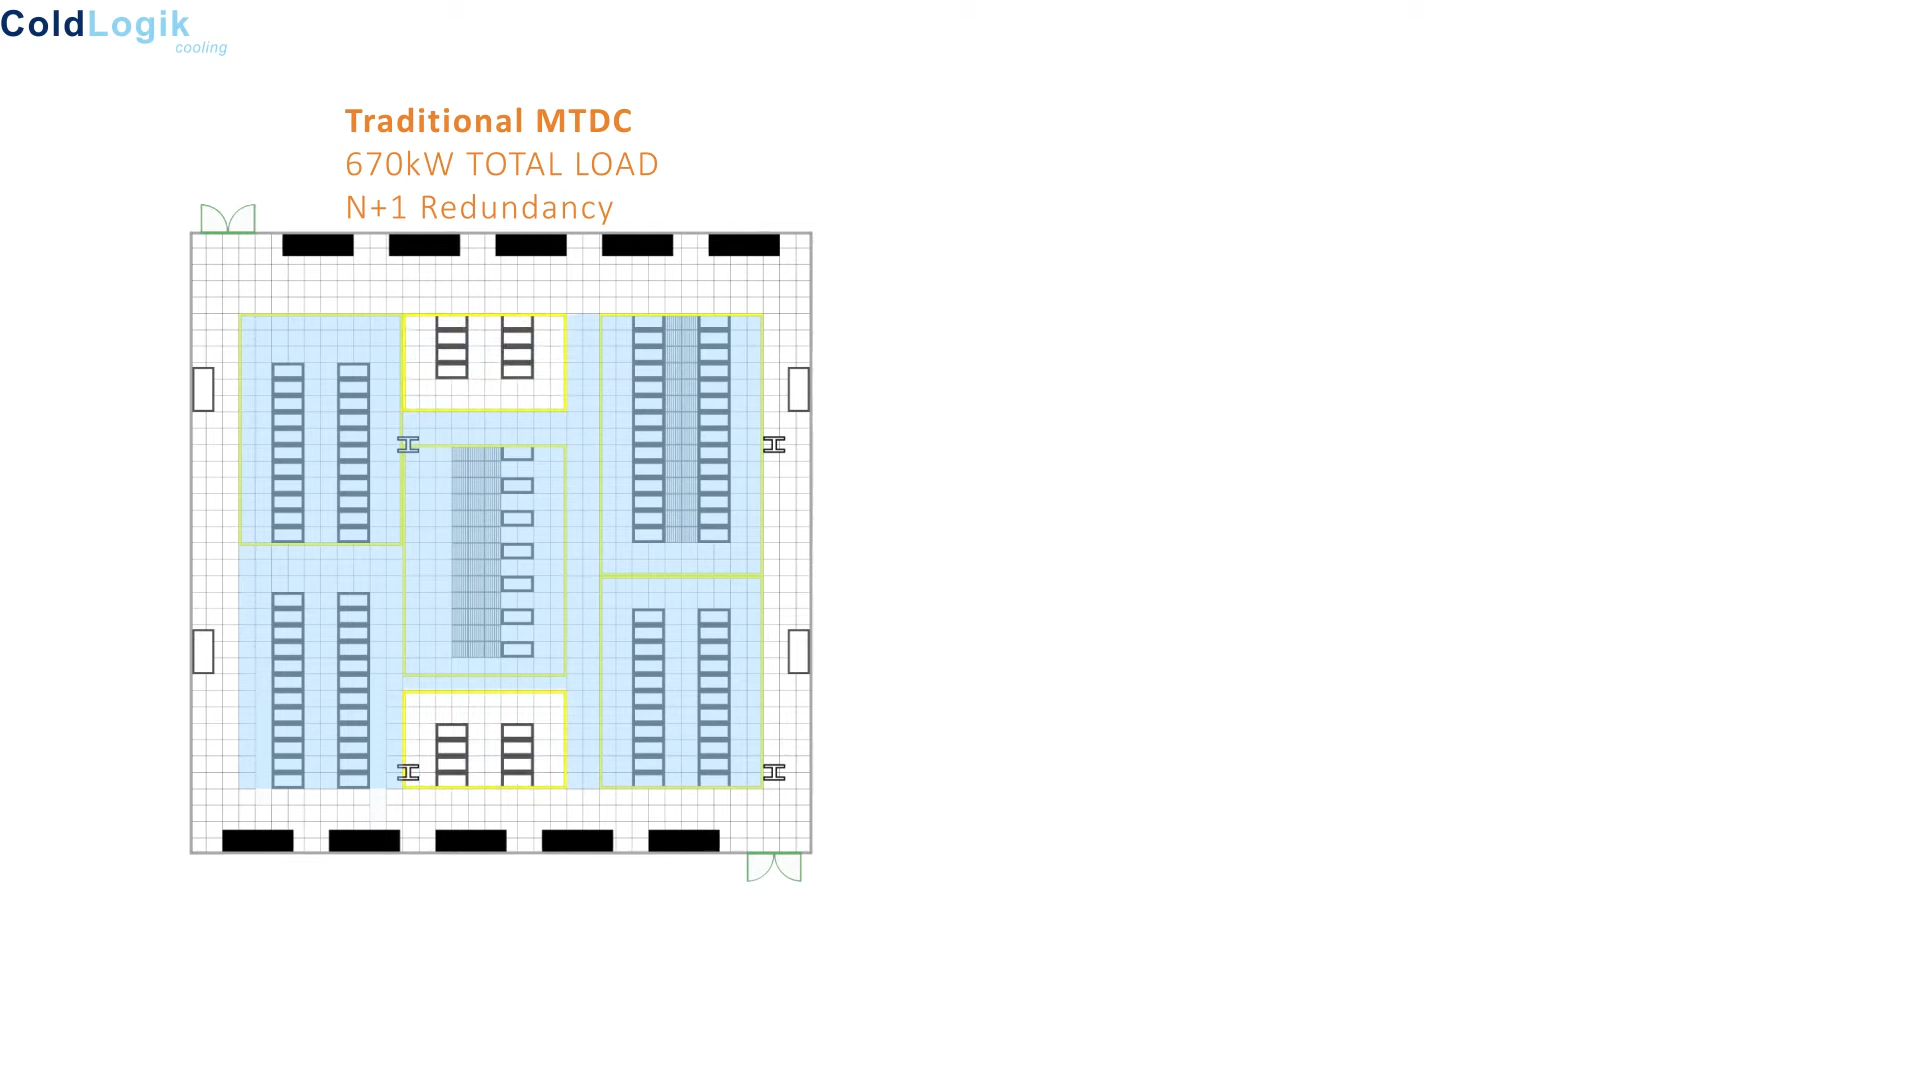 ColdLogik
cooling
Traditional MTDC
670kW TOTAL LOAD
N+1 Redundancy